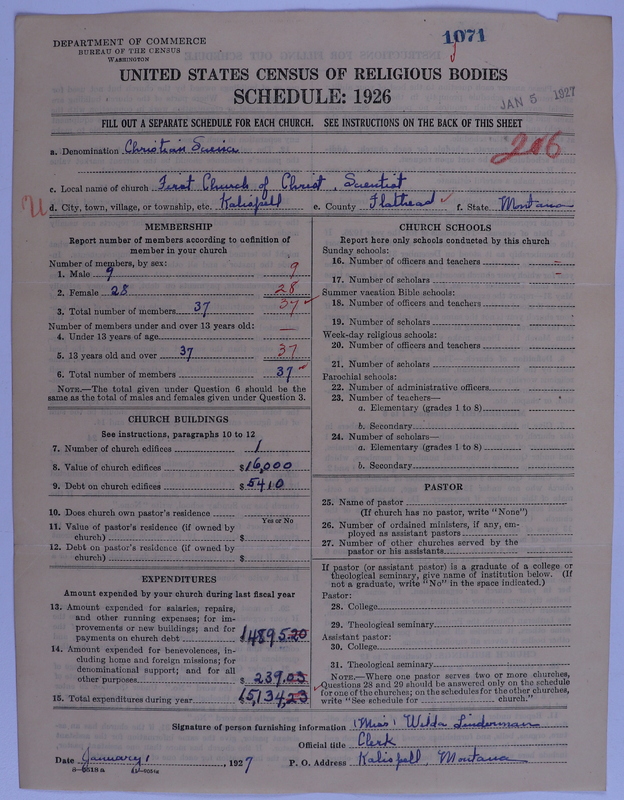 DEPARTMENT OF COMMERCE
BUREAU OF THE CENSUS
WASHINGTON
1071
UNITED STATES CENSUS OF RELIGIOUS BODIES
SCHEDULE: 1926
JAN 5 1927
FILL OUT A SEPARATE SCHEDULE FOR EACH CHURCH. SEE INSTRUCTIONS ON THE BACK OF THIS SHEET
a. Denomination Christian Science
206
c. Local name of church First Church of Christ, Scientist
d. City, town, village, or township, etc. Kalispell e. County Flathead f. State Montana
MEMBERSHIP
Report number of members according to definition of
member in your church
Number of members, by sex:
1. Male 9 9
2. Female 28 28
3. Total number of members 37 37
Number of members under and over 13 years old:
4. Under 13 years of age —
5. 13 years old and over 37 37
6. Total number of members 37
NOTE.—The total given under Question 6 should be
same as the total of males and females given under Question 3.
CHURCH BUILDINGS
See instructions, paragraphs 10 to 12
7. Number of church edifices 1
8. Value of church edifices $16,000
9. Debt on church edifices $5410
10. Does church own pastor's residence
Yes or No
11. Value of pastor's residence (if owned by
church) $
12. Debt on pastor's residence (if owned by
church) $
EXPENDITURES
Amount expended by your church during last fiscal year
13. Amount expended for salaries, repairs,
and other running expenses; for im-
provements or new buildings; and for
payments on church debt $14895.20
14. Amount expended for benevolences, in-
cluding home and foreign missions; for
denominational support; and for all
other purposes $239.03
15. Total expenditures during year 15,134.23
CHURCH SCHOOLS
Report here only schools conducted by this church
Sunday schools:
16. Number of officers and teachers –
17. Number of scholars –
Summer vacation Bible schools:
18. Number of officers and teachers
19. Number of scholars
Week-day religious schools:
20. Number of officers and teachers
21. Number of scholars
Parochial schools:
22. Number of administrative officers
23. Number of teachers—
a. Elementary (grades 1 to 8)
b. Secondary
24. Number of scholars—
a. Elementary (grades 1 to 8)
b. Secondary
PASTOR
25. Name of pastor
(If church has no pastor, write "None")
26. Number of ordained ministers, if any, em-
ployed as assistant pastors
27. Number of other churches served by the
pastor or his assistants
If pastor (or assistant pastor) is a graduate of a college or
theological seminary, give name of institution below. (If
not a graduate, write "No" in the space indicated.)
Pastor:
28. College
29. Theological seminary
Assistant pastor:
30. College
31. Theological seminary
NOTE.—Where one pastor serves two or more churches,
Questions 28 and 29 should be answered only on the schedule
for one of the churches; on the schedules for the other churches,
write "See schedule for church."
Signature of person furnishing information (Miss) Welda Linderman
Official title Clerk
Date January 1, 1927 P. O. Address Kalispell, Montana